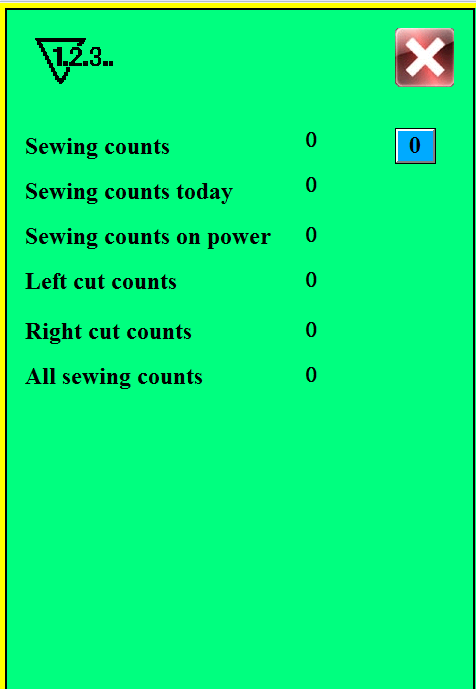 1.2.3..
Sewing counts 0 0
Sewing counts today 0
Sewing counts on power 0
Left cut counts 0
Right cut counts 0
All sewing counts 0